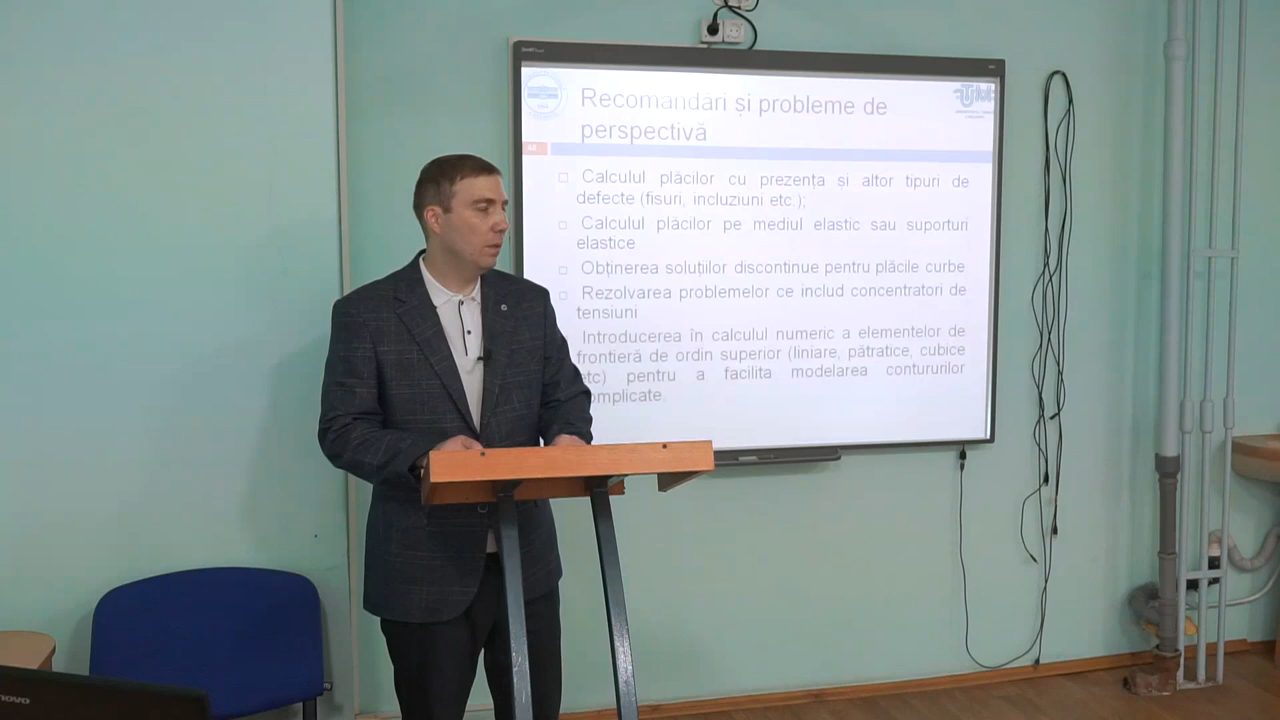 Recomandări și probleme de
perspectivă
Calculul plăcilor cu prezența și altor tipuri de
defecte (fisuri, incluziuni etc.);
Calculul plăcilor pe mediul elastic sau suporturi
elastice
Obținerea soluțiilor discontinue pentru plăcile curbe
Rezolvarea problemelor ce includ concentratori de
tensiuni
Introducerea în calculul numeric a elementelor de
frontieră de ordin superior (liniare, pătratice, cubice
etc) pentru a facilita modelarea contururilor
omplicate